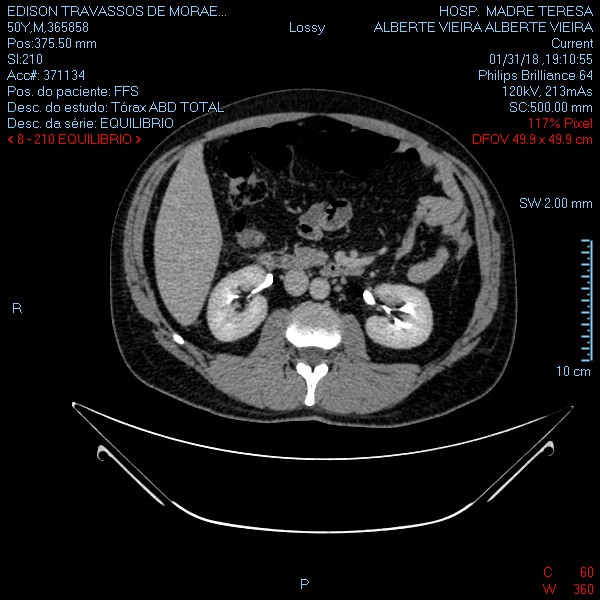 EDISON TRAVASSOS DE MORAE...
50Y,M,365858
Pos:375.50 mm
SI:210
Acc#: 371134
Pos. do paciente: FFS
Desc. do estudo: Tórax ABD TOTAL
Desc. da série: EQUILIBRIO
< 8 - 210 EQUILIBRIO >
Lossy
HOSP. MADRE TERESA
ALBERTE VIEIRA ALBERTE VIEIRA
Current
01/31/18 ,19:10:55
Philips Brilliance 64
120kV, 213mAs
SC:500.00 mm
117% Pixel
DFOV 49.9 x 49.9 cm
SW 2.00 mm
R
10 cm
P
C 60
W 360